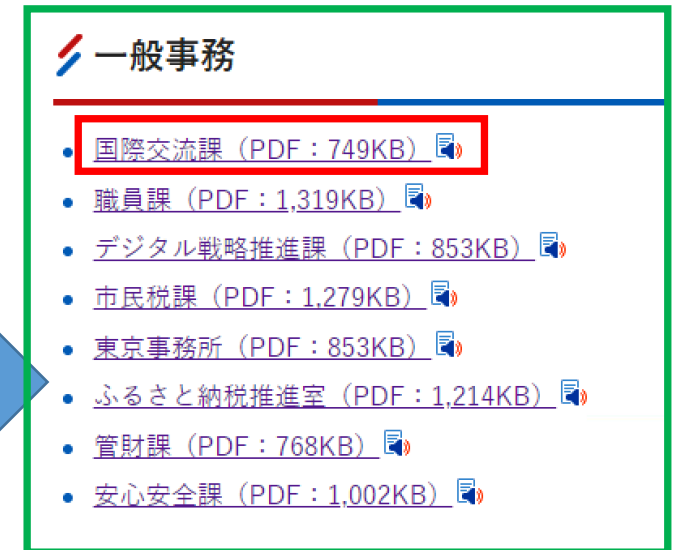 一般事務
国際交流課（PDF：749KB）
職員課（PDF：1,319KB）
デジタル戦略推進課（PDF：853KB）
市民税課（PDF：1,279KB）
東京事務所（PDF：853KB）
ふるさと納税推進室（PDF：1,214KB）
管財課（PDF：768KB）
安心安全課（PDF：1,002KB）